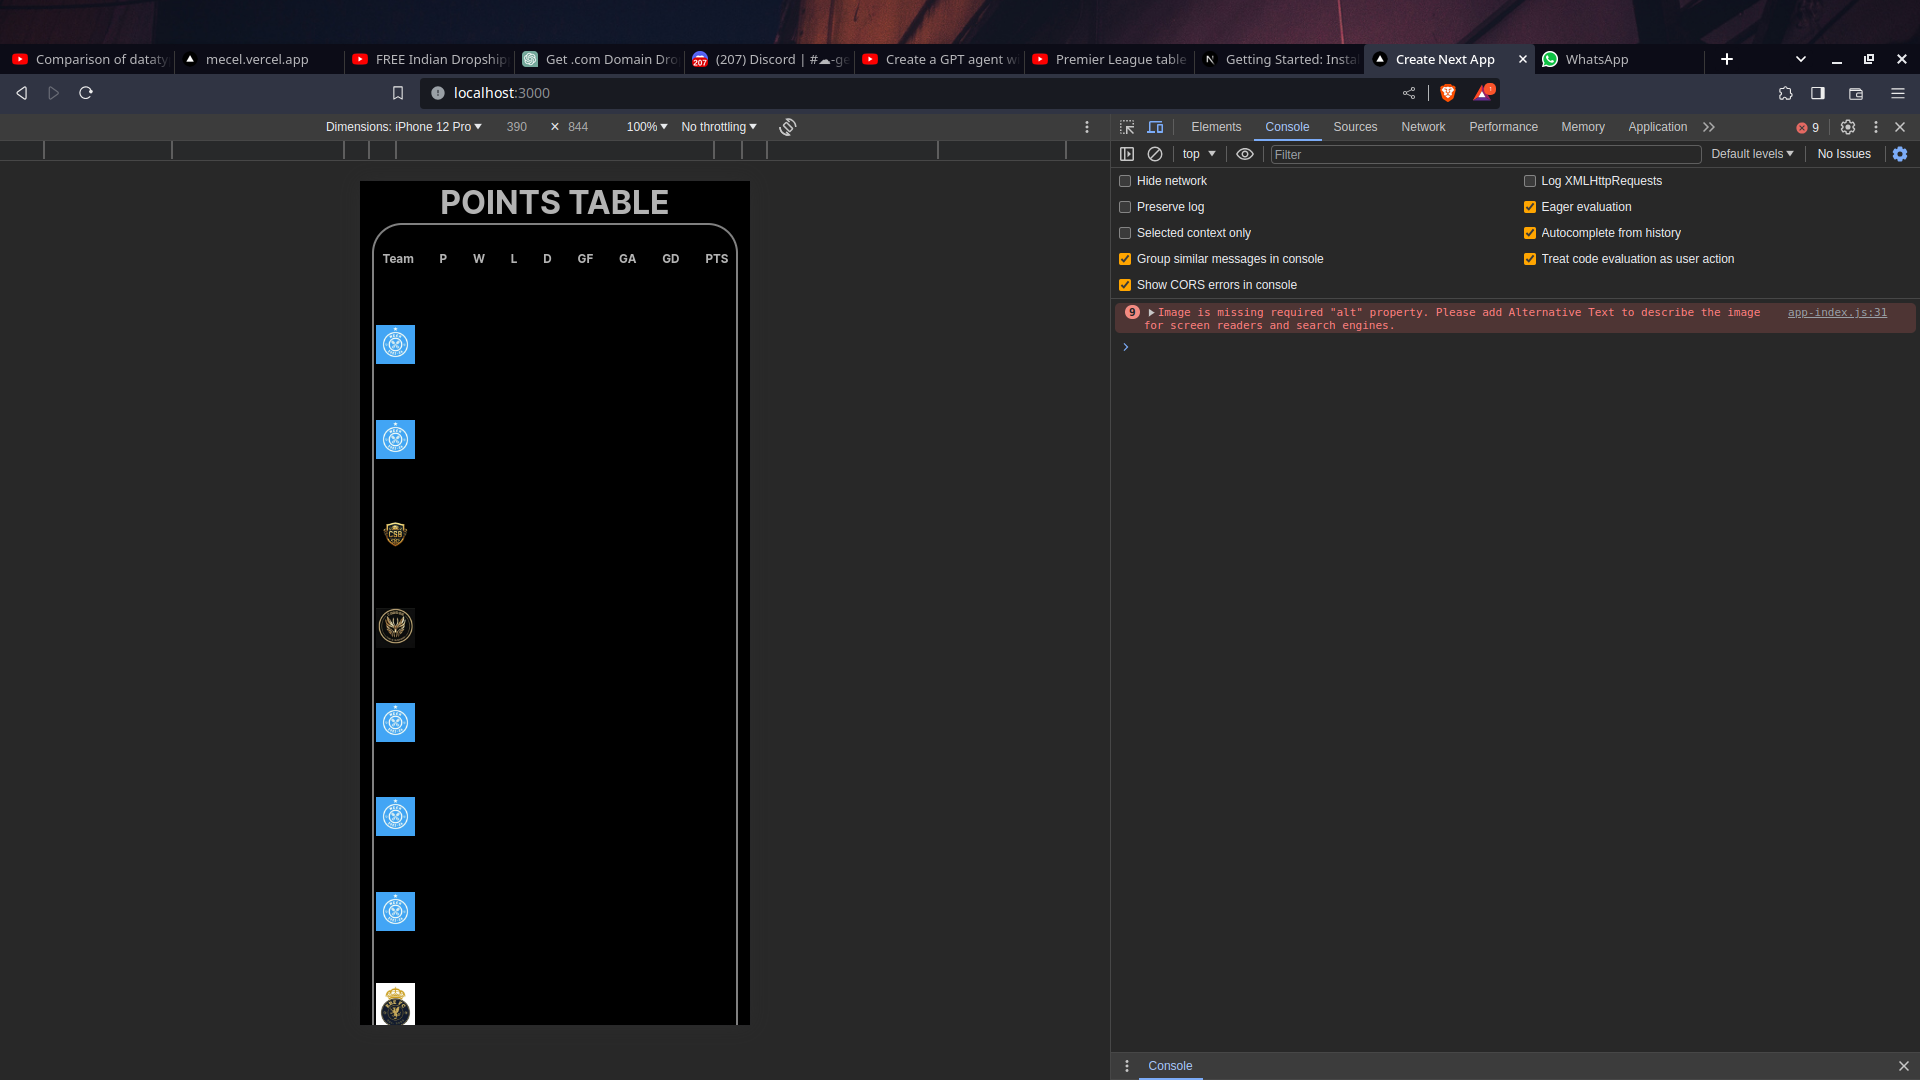 Comparison of dataty
mecel.vercel.app
FREE Indian Dropship
Get .com Domain Dro
(207) Discord | #☁-ge
Create a GPT agent w
Premier League table
Getting Started: Insta
Create Next App
WhatsApp
207
localhost:3000
Dimensions: iPhone 12 Pro
390 × 844
100%
No throttling
Elements
Console
Sources
Network
Performance
Memory
Application
9
top
Filter
Default levels
No Issues
Hide network
Log XMLHttpRequests
Preserve log
Eager evaluation
Selected context only
Autocomplete from history
Group similar messages in console
Treat code evaluation as user action
Show CORS errors in console
9 Image is missing required "alt" property. Please add Alternative Text to describe the image
app-index.js:31
for screen readers and search engines.
POINTS TABLE
Team P W L D GF GA GD PTS
CSB
Console